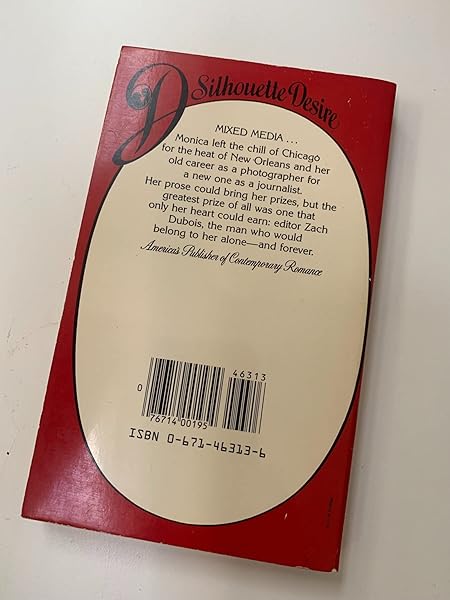 D Silhouette Desire
MIXED MEDIA . . .
Monica left the chill of Chicago
for the heat of New Orleans and her
old career as a photographer for
a new one as a journalist.
Her prose could bring her prizes, but the
greatest prize of all was one that
only her heart could earn: editor Zach
Dubois, the man who would
belong to her alone—and forever.
America's Publisher of Contemporary Romance
46313
0
76714 00195
ISBN 0-671-46313-6